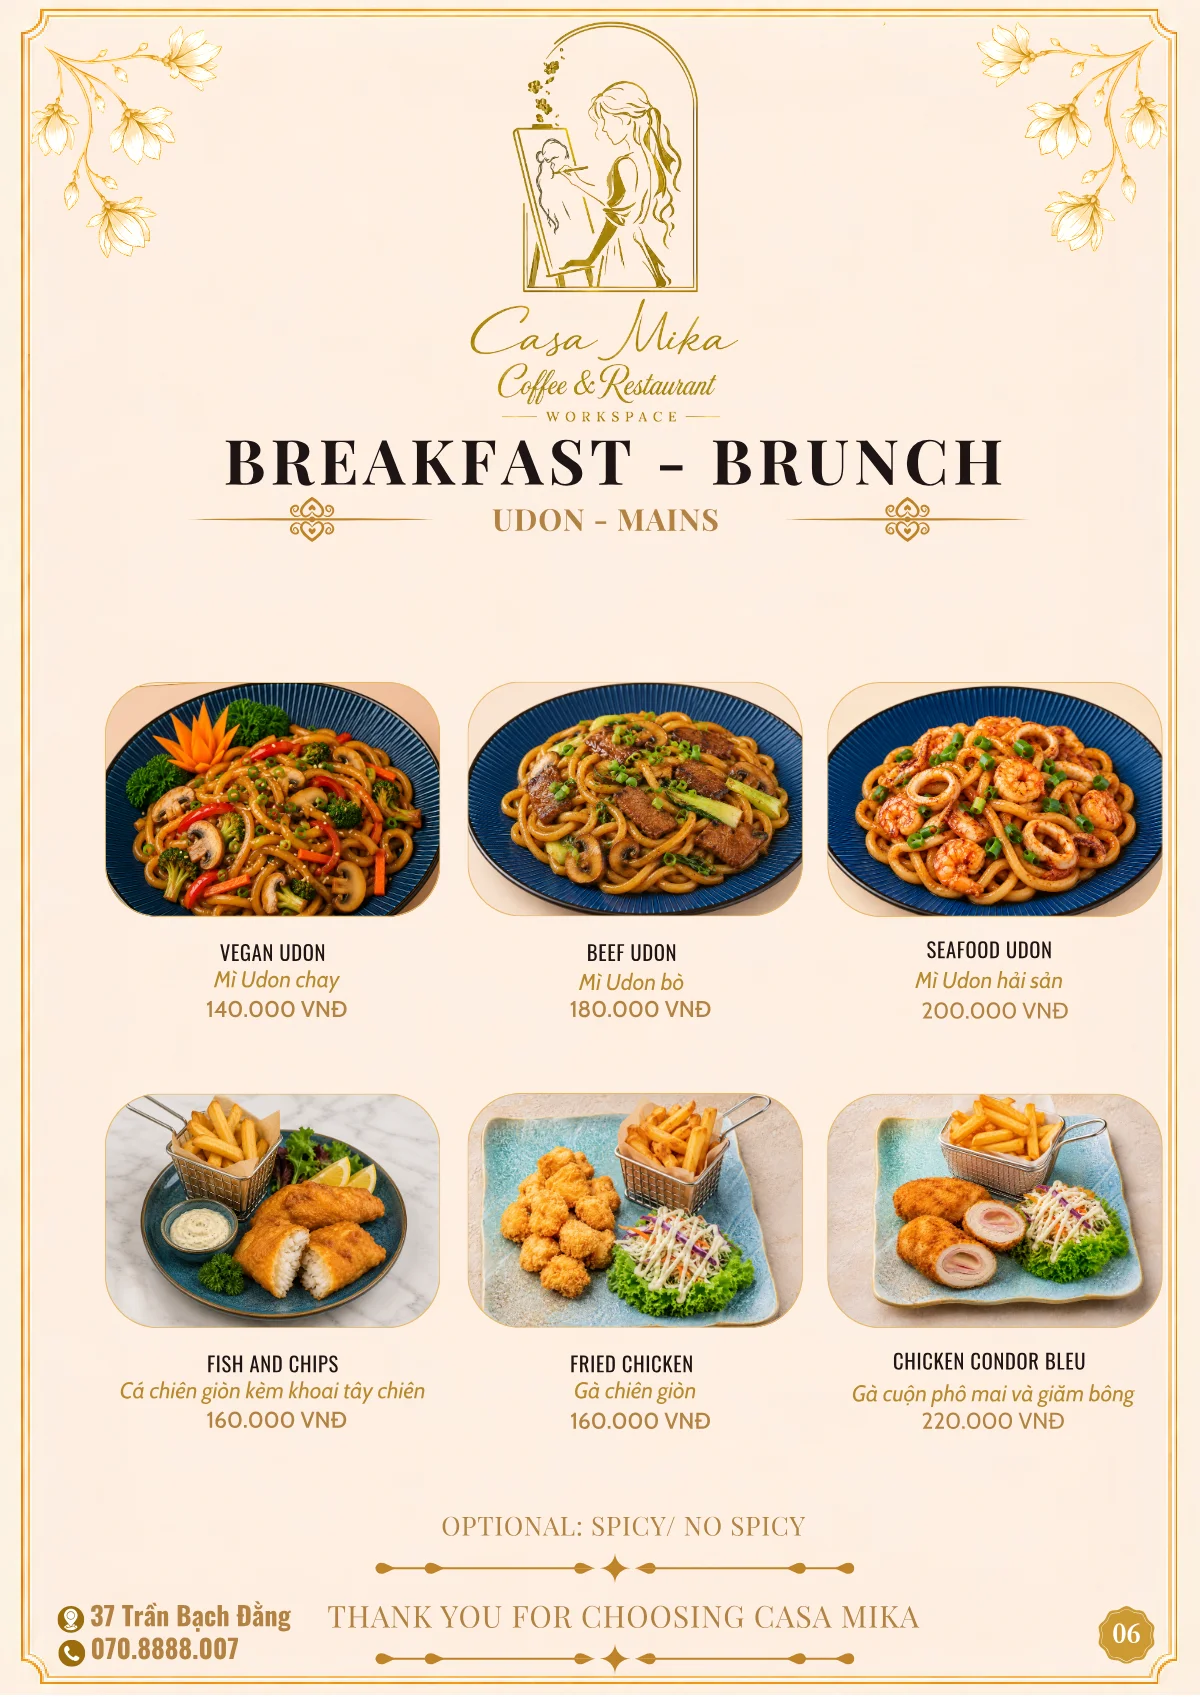 Casa Mika
Coffee & Restaurant
WORKSPACE
BREAKFAST - BRUNCH
UDON - MAINS
VEGAN UDON
Mì Udon chay
140.000 VNĐ
BEEF UDON
Mì Udon bò
180.000 VNĐ
SEAFOOD UDON
Mì Udon hải sản
200.000 VNĐ
FISH AND CHIPS
Cá chiên giòn kèm khoai tây chiên
160.000 VNĐ
FRIED CHICKEN
Gà chiên giòn
160.000 VNĐ
CHICKEN CONDOR BLEU
Gà cuộn phô mai và giăm bông
220.000 VNĐ
OPTIONAL: SPICY/ NO SPICY
37 Trần Bạch Đằng
070.8888.007
THANK YOU FOR CHOOSING CASA MIKA
06